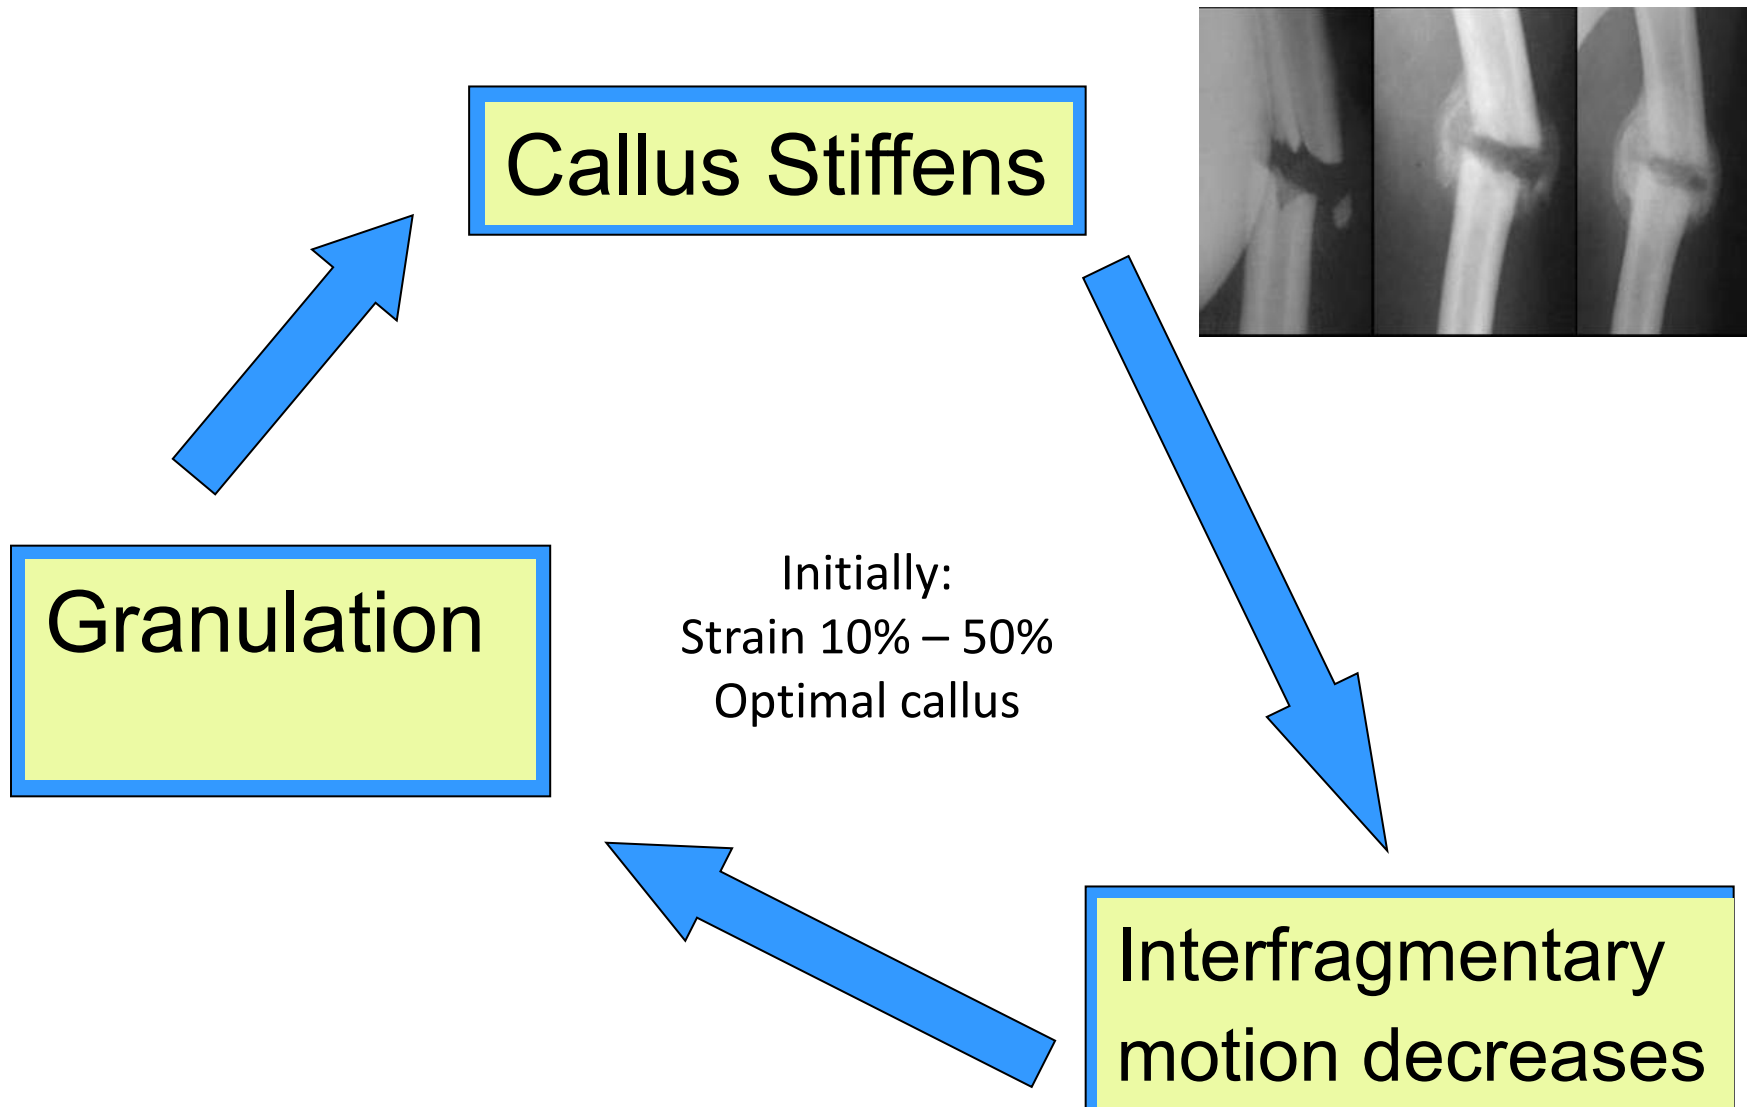 Callus Stiffens
Granulation
Initially:
Strain 10% – 50%
Optimal callus
Interfragmentary
motion decreases